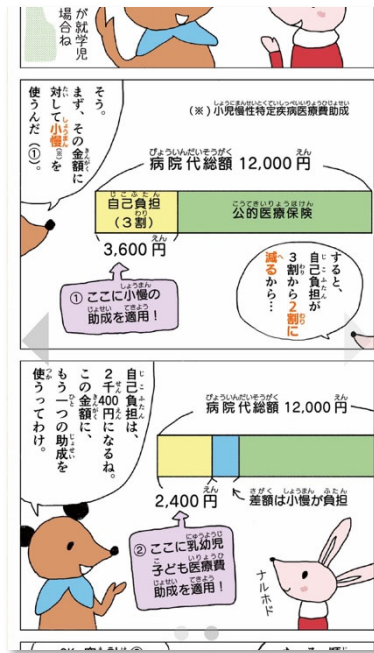 が就学児
場合ね
(※)小児慢性特定疾病医療費助成
そう。
まず、その金額に
対して小慢(※)を
使うんだ(①)。
病院代総額 12,000円
自己負担
(3割)
公的医療保険
3,600円
① ここに小慢の
助成を適用!
すると、
自己負担が
3割から2割に
減るから…
病院代総額 12,000円
自己負担は、
2千400円になるね。
この金額に、
もう一つの助成を
使うってわけ。
2,400円
差額は小慢が負担
② ここに乳幼児
子ども医療費
助成を適用!
ナルホド